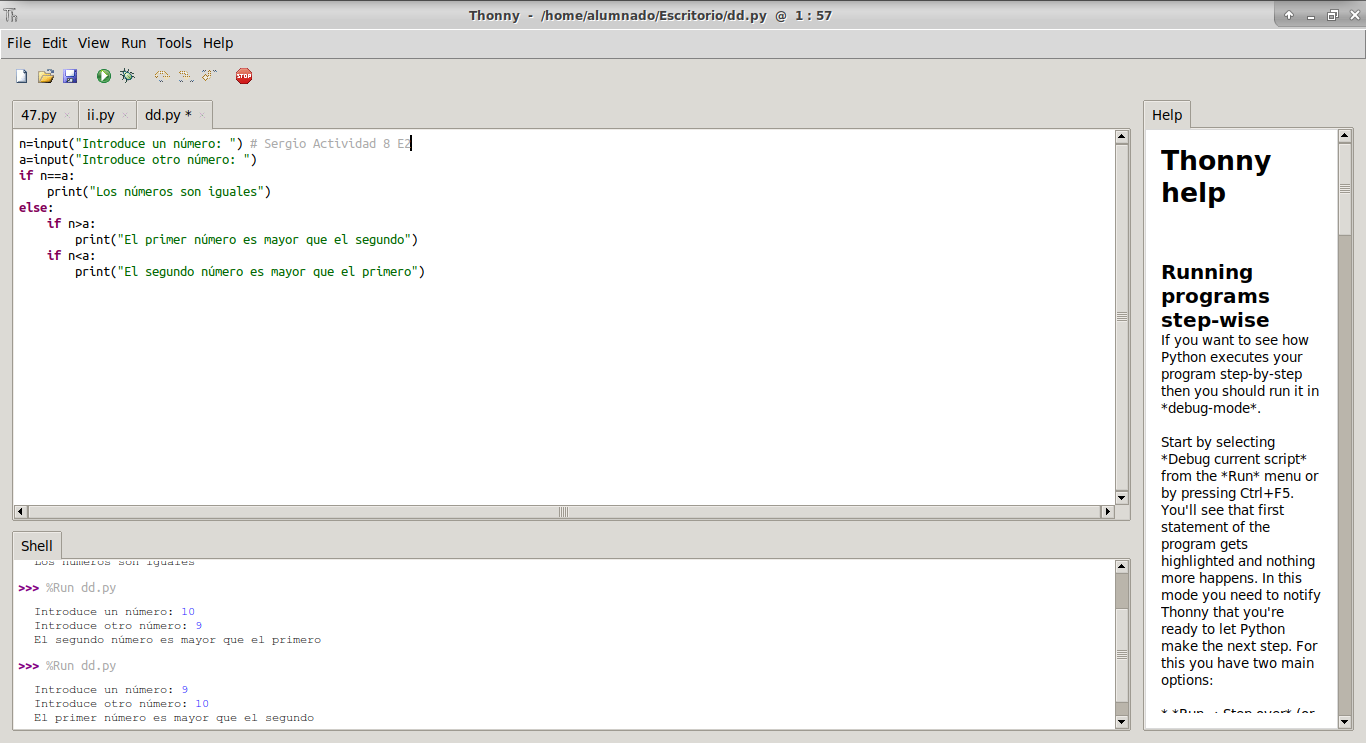 Thonny - /home/alumnado/Escritorio/dd.py @ 1 : 57
File Edit View Run Tools Help
STOP
47.py
ii.py
dd.py *
n=input("Introduce un número: ") # Sergio Actividad 8 E2
a=input("Introduce otro número: ")
if n==a:
    print("Los números son iguales")
else:
    if n>a:
        print("El primer número es mayor que el segundo")
    if n<a:
        print("El segundo número es mayor que el primero")
Shell
Los números son iguales
>>> %Run dd.py
Introduce un número: 10
Introduce otro número: 9
El segundo número es mayor que el primero
>>> %Run dd.py
Introduce un número: 9
Introduce otro número: 10
El primer número es mayor que el segundo
Help
Thonny
help
Running
programs
step-wise
If you want to see how
Python executes your
program step-by-step
then you should run it in
*debug-mode*.
Start by selecting
*Debug current script*
from the *Run* menu or
by pressing Ctrl+F5.
You'll see that first
statement of the
program gets
highlighted and nothing
more happens. In this
mode you need to notify
Thonny that you're
ready to let Python
make the next step. For
this you have two main
options:
* *Run → Step over* (or